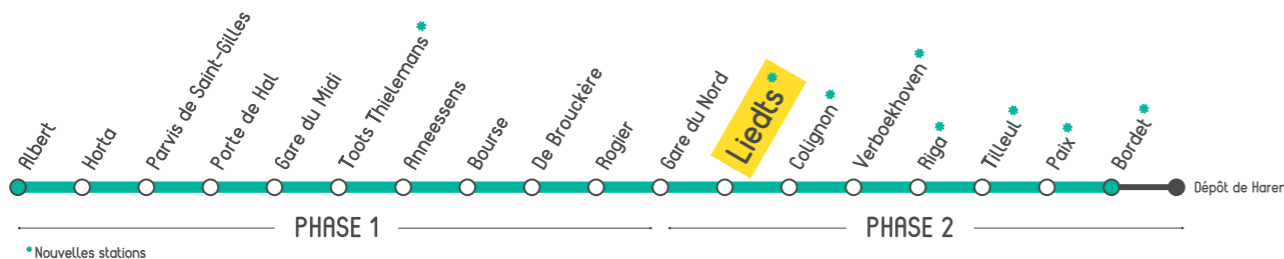 Albert
Horta
Parvis de Saint-Gilles
Porte de Hal
Gare du Midi
Toots Thielemans*
Anneessens
Bourse
De Brouckère
Rogier
Gare du Nord
Liedts*
Colignon*
Verboekhoven*
Riga*
Tilleul*
Paix*
Bordet*
Dépôt de Haren
PHASE 1
PHASE 2
*Nouvelles stations